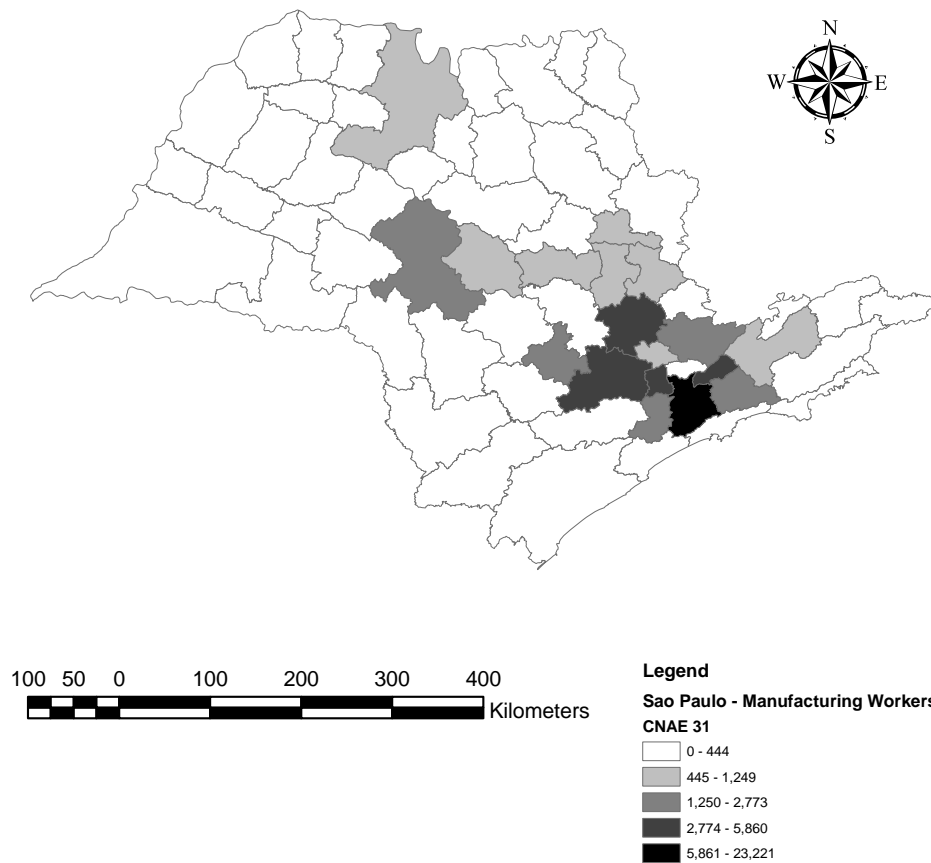 N
W E
S
100 50 0 100 200 300 400
Kilometers
Legend
Sao Paulo - Manufacturing Workers
CNAE 31
0 - 444
445 - 1,249
1,250 - 2,773
2,774 - 5,860
5,861 - 23,221